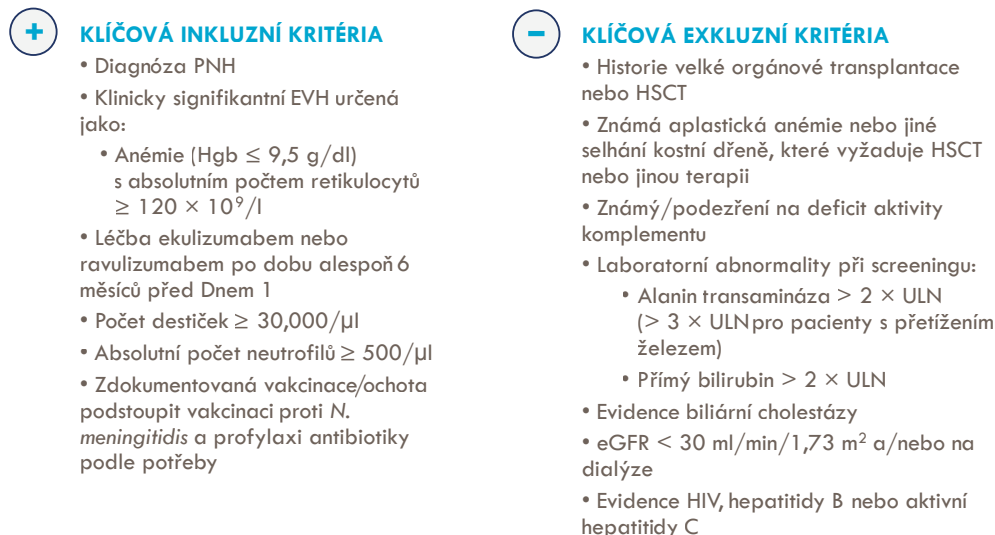 +
KLÍČOVÁ INKLUZNÍ KRITÉRIA
• Diagnóza PNH
• Klinicky signifikantní EVH určená
jako:
• Anémie (Hgb ≤ 9,5 g/dl)
s absolutním počtem retikulocytů
≥ 120 × 10⁹/l
• Léčba ekulizumabem nebo
ravulizumabem po dobu alespoň 6
měsíců před Dnem 1
• Počet destiček ≥ 30,000/µl
• Absolutní počet neutrofilů ≥ 500/µl
• Zdokumentovaná vakcinace/ochota
podstoupit vakcinaci proti N.
meningitidis a profylaxi antibiotiky
podle potřeby
−
KLÍČOVÁ EXKLUZNÍ KRITÉRIA
• Historie velké orgánové transplantace
nebo HSCT
• Známá aplastická anémie nebo jiné
selhání kostní dřeně, které vyžaduje HSCT
nebo jinou terapii
• Známý/podezření na deficit aktivity
komplementu
• Laboratorní abnormality při screeningu:
• Alanin transamináza > 2 × ULN
(> 3 × ULN pro pacienty s přetížením
železem)
• Přímý bilirubin > 2 × ULN
• Evidence biliární cholestázy
• eGFR < 30 ml/min/1,73 m² a/nebo na
dialýze
• Evidence HIV, hepatitidy B nebo aktivní
hepatitidy C